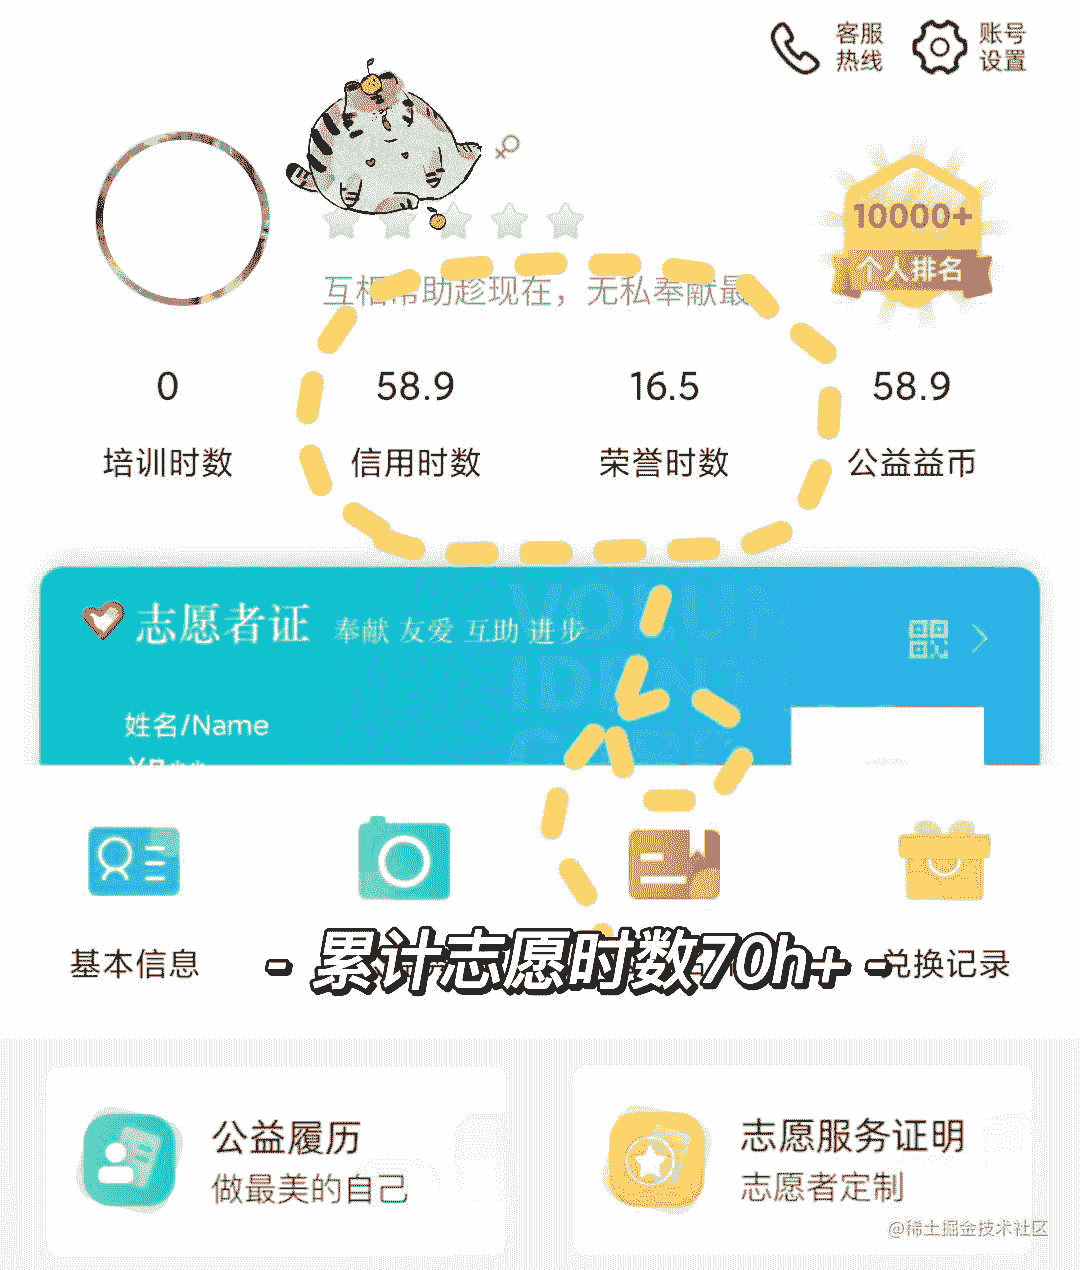 客服
热线
账号
设置
10000+
个人排名
互相帮助趁现在，无私奉献最
0
58.9
16.5
58.9
培训时数
信用时数
荣誉时数
公益益币
志愿者证 奉献 友爱 互助 进步
VOLUN
IDENT
姓名/Name
基本信息
- 累计志愿时数70h+ -
兑换记录
公益履历
做最美的自己
志愿服务证明
志愿者定制
@稀土掘金技术社区